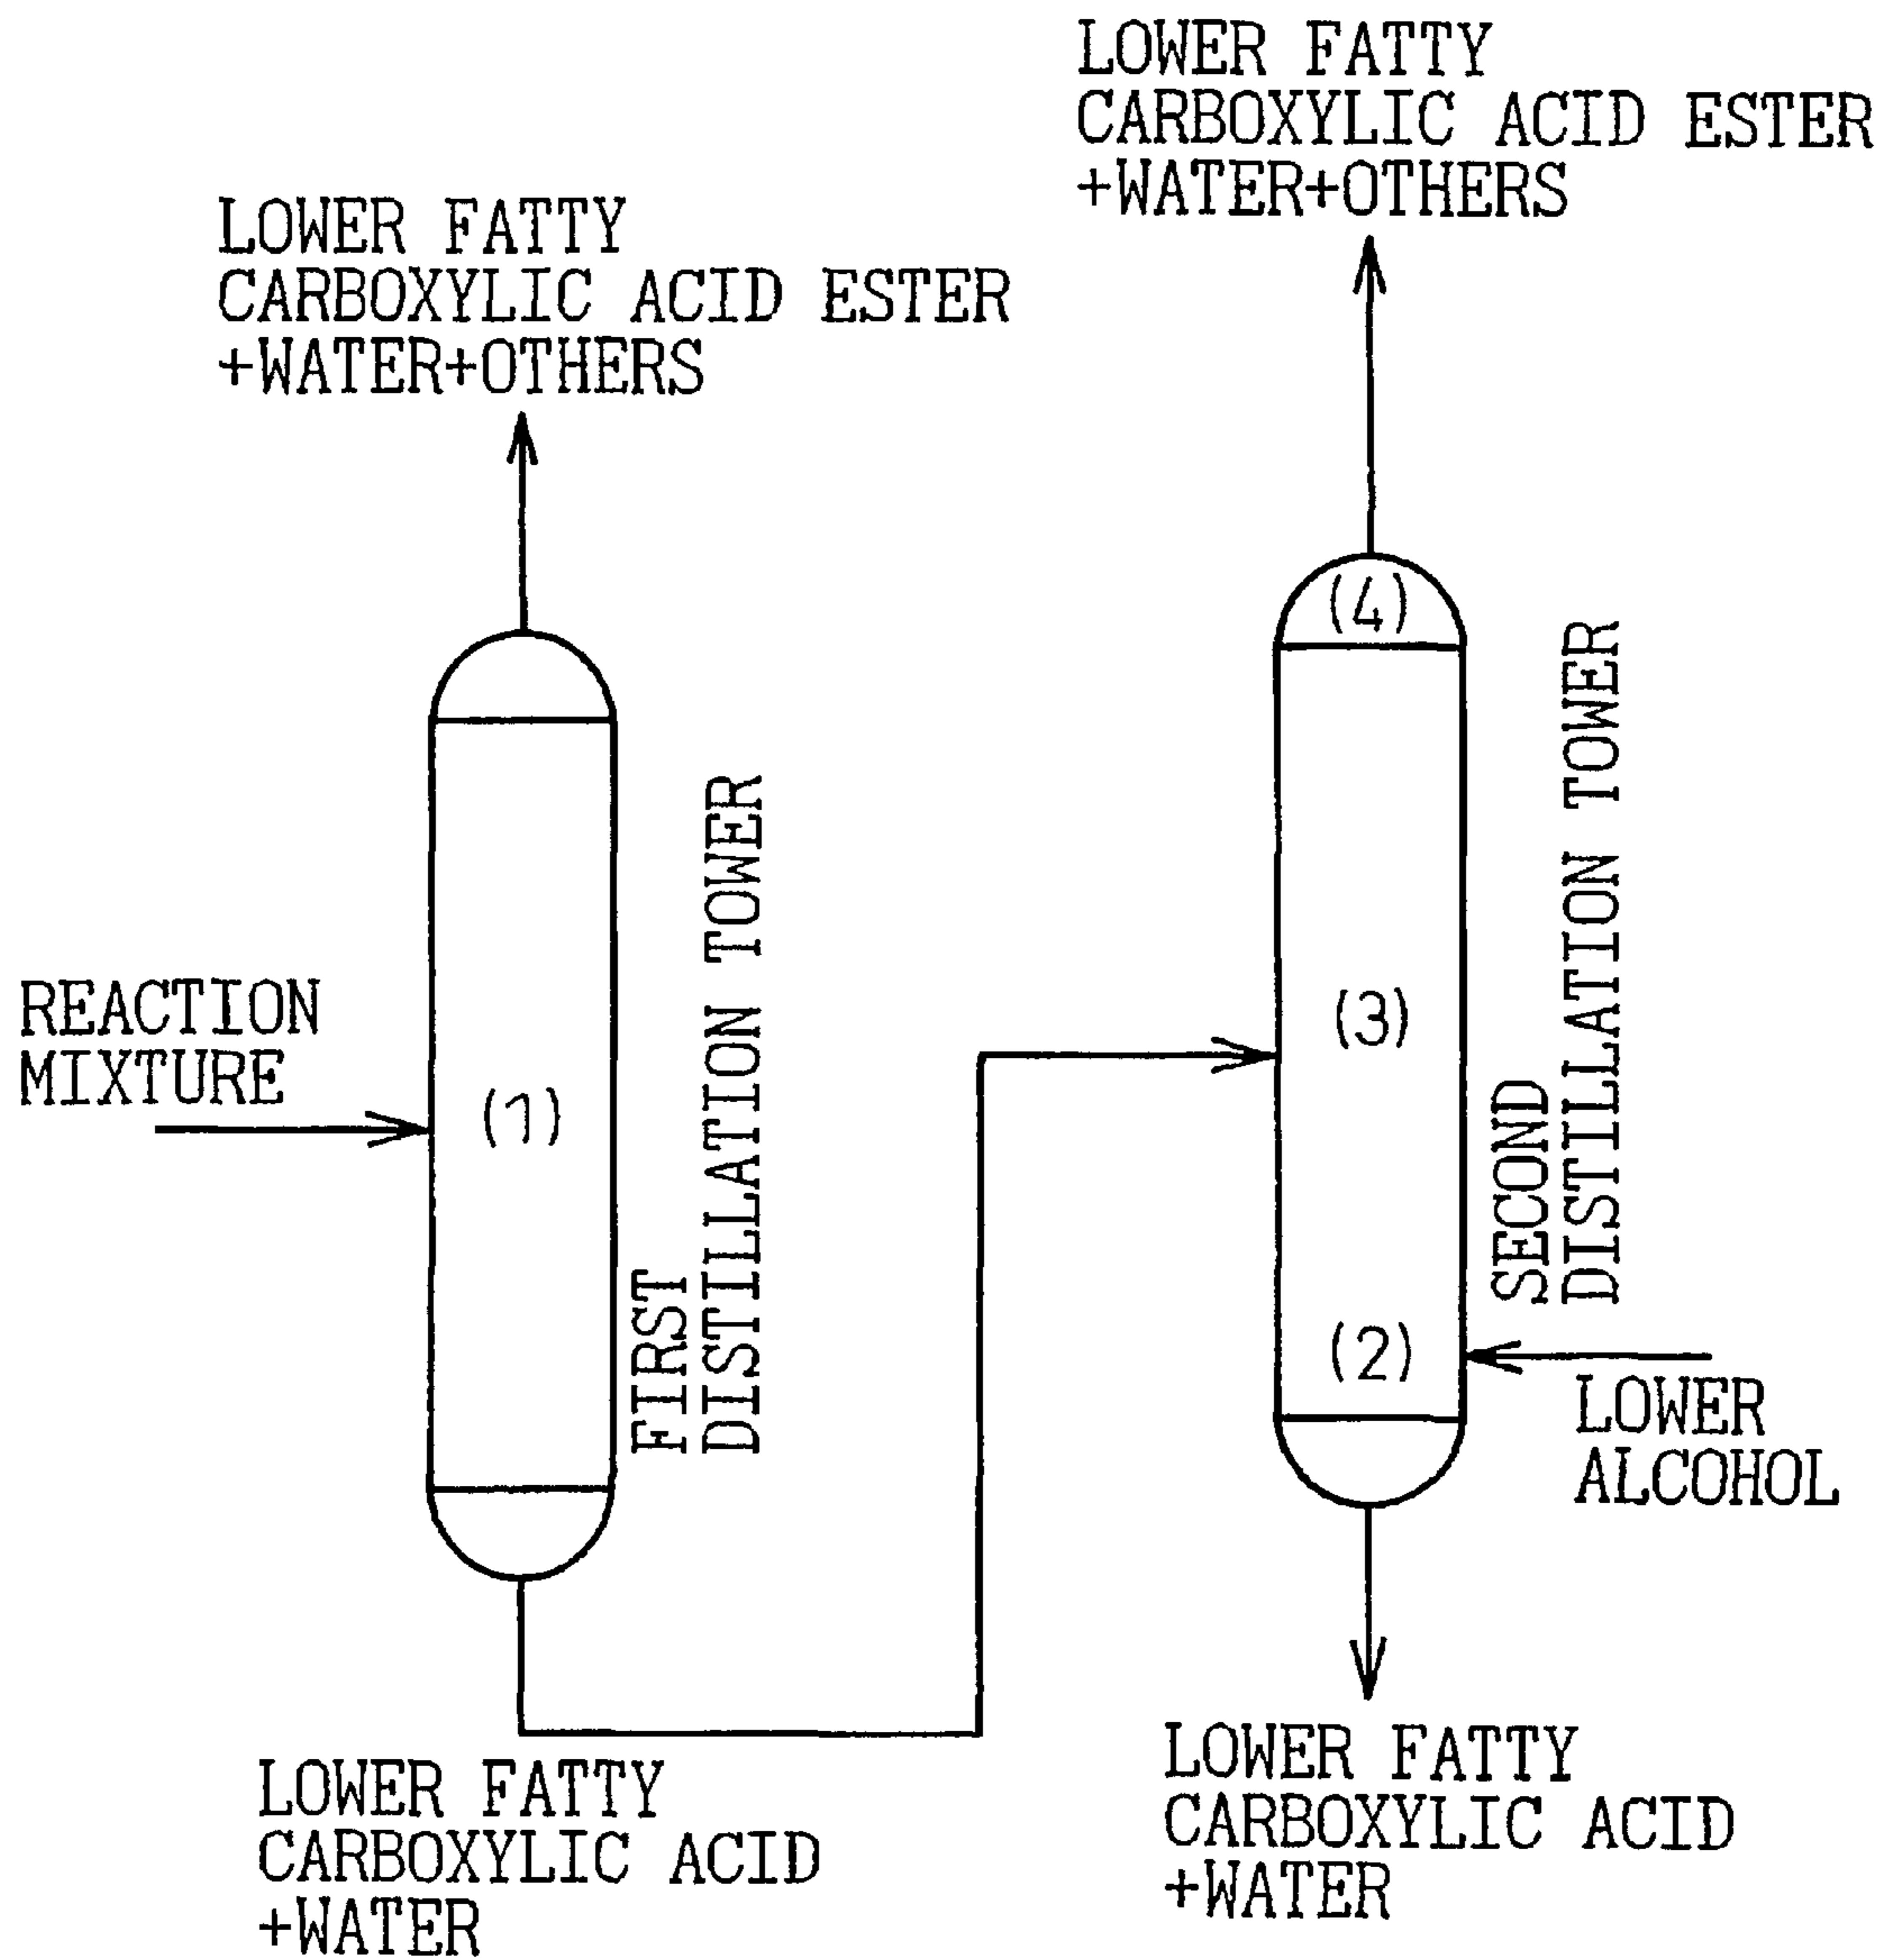 LOWER FATTY
CARBOXYLIC ACID ESTER
+WATER+OTHERS
LOWER FATTY
CARBOXYLIC ACID ESTER
+WATER+OTHERS
REACTION
MIXTURE
(1)
FIRST
DISTILLATION TOWER
(4)
(3)
(2)
SECOND
DISTILLATION TOWER
LOWER
ALCOHOL
LOWER FATTY
CARBOXYLIC ACID
+WATER
LOWER FATTY
CARBOXYLIC ACID
+WATER